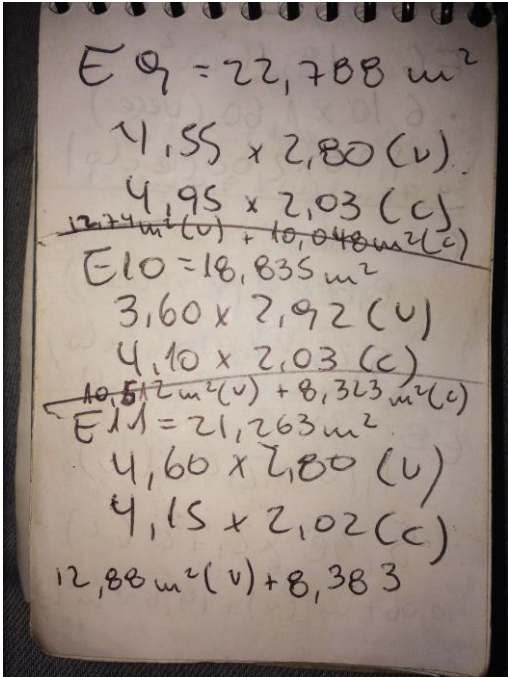 E9 = 22,788 m²
4,55 x 2,80 (v)
4,95 x 2,03 (c)
12,74 m² (v) + 10,048 m² (c)
E10 = 18,835 m²
3,60 x 2,92 (v)
4,10 x 2,03 (c)
10,512 m² (v) + 8,323 m² (c)
E11 = 21,263 m²
4,60 x 2,80 (v)
4,15 x 2,02 (c)
12,88 m² (v) + 8,383